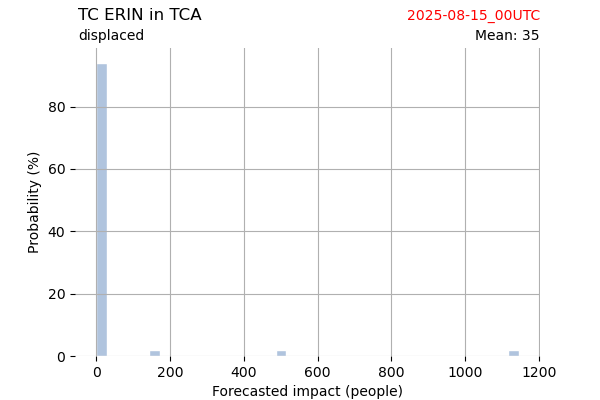 TC ERIN in TCA
2025-08-15_00UTC
displaced
Mean: 35
Probability (%)
80
60
40
20
0
0 200 400 600 800 1000 1200
Forecasted impact (people)